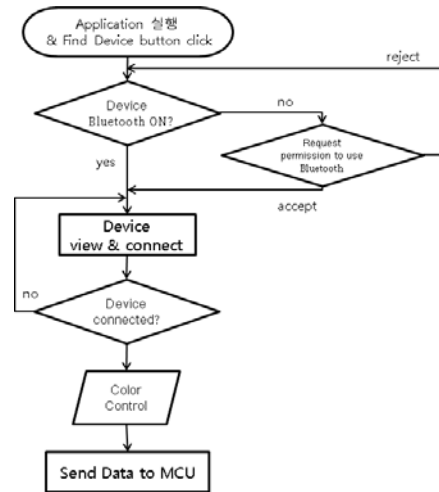 Application 실행
& Find Device button click
reject
Device
Bluetooth ON?
no
Request
permission to use
Bluetooth
yes
accept
Device
view & connect
no
Device
connected?
Color
Control
Send Data to MCU